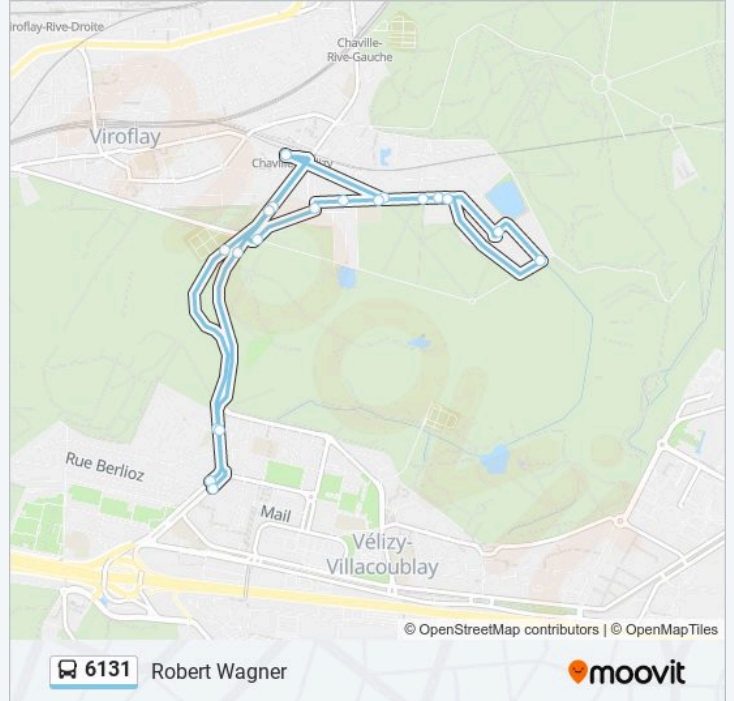 iroflay-Rive-Droite
Chaville-
Rive-Gauche
Viroflay
Rue Berlioz
Mail
Vélizy-
Villacoublay
© OpenStreetMap contributors | © OpenMapTiles
6131 Robert Wagner
moovit